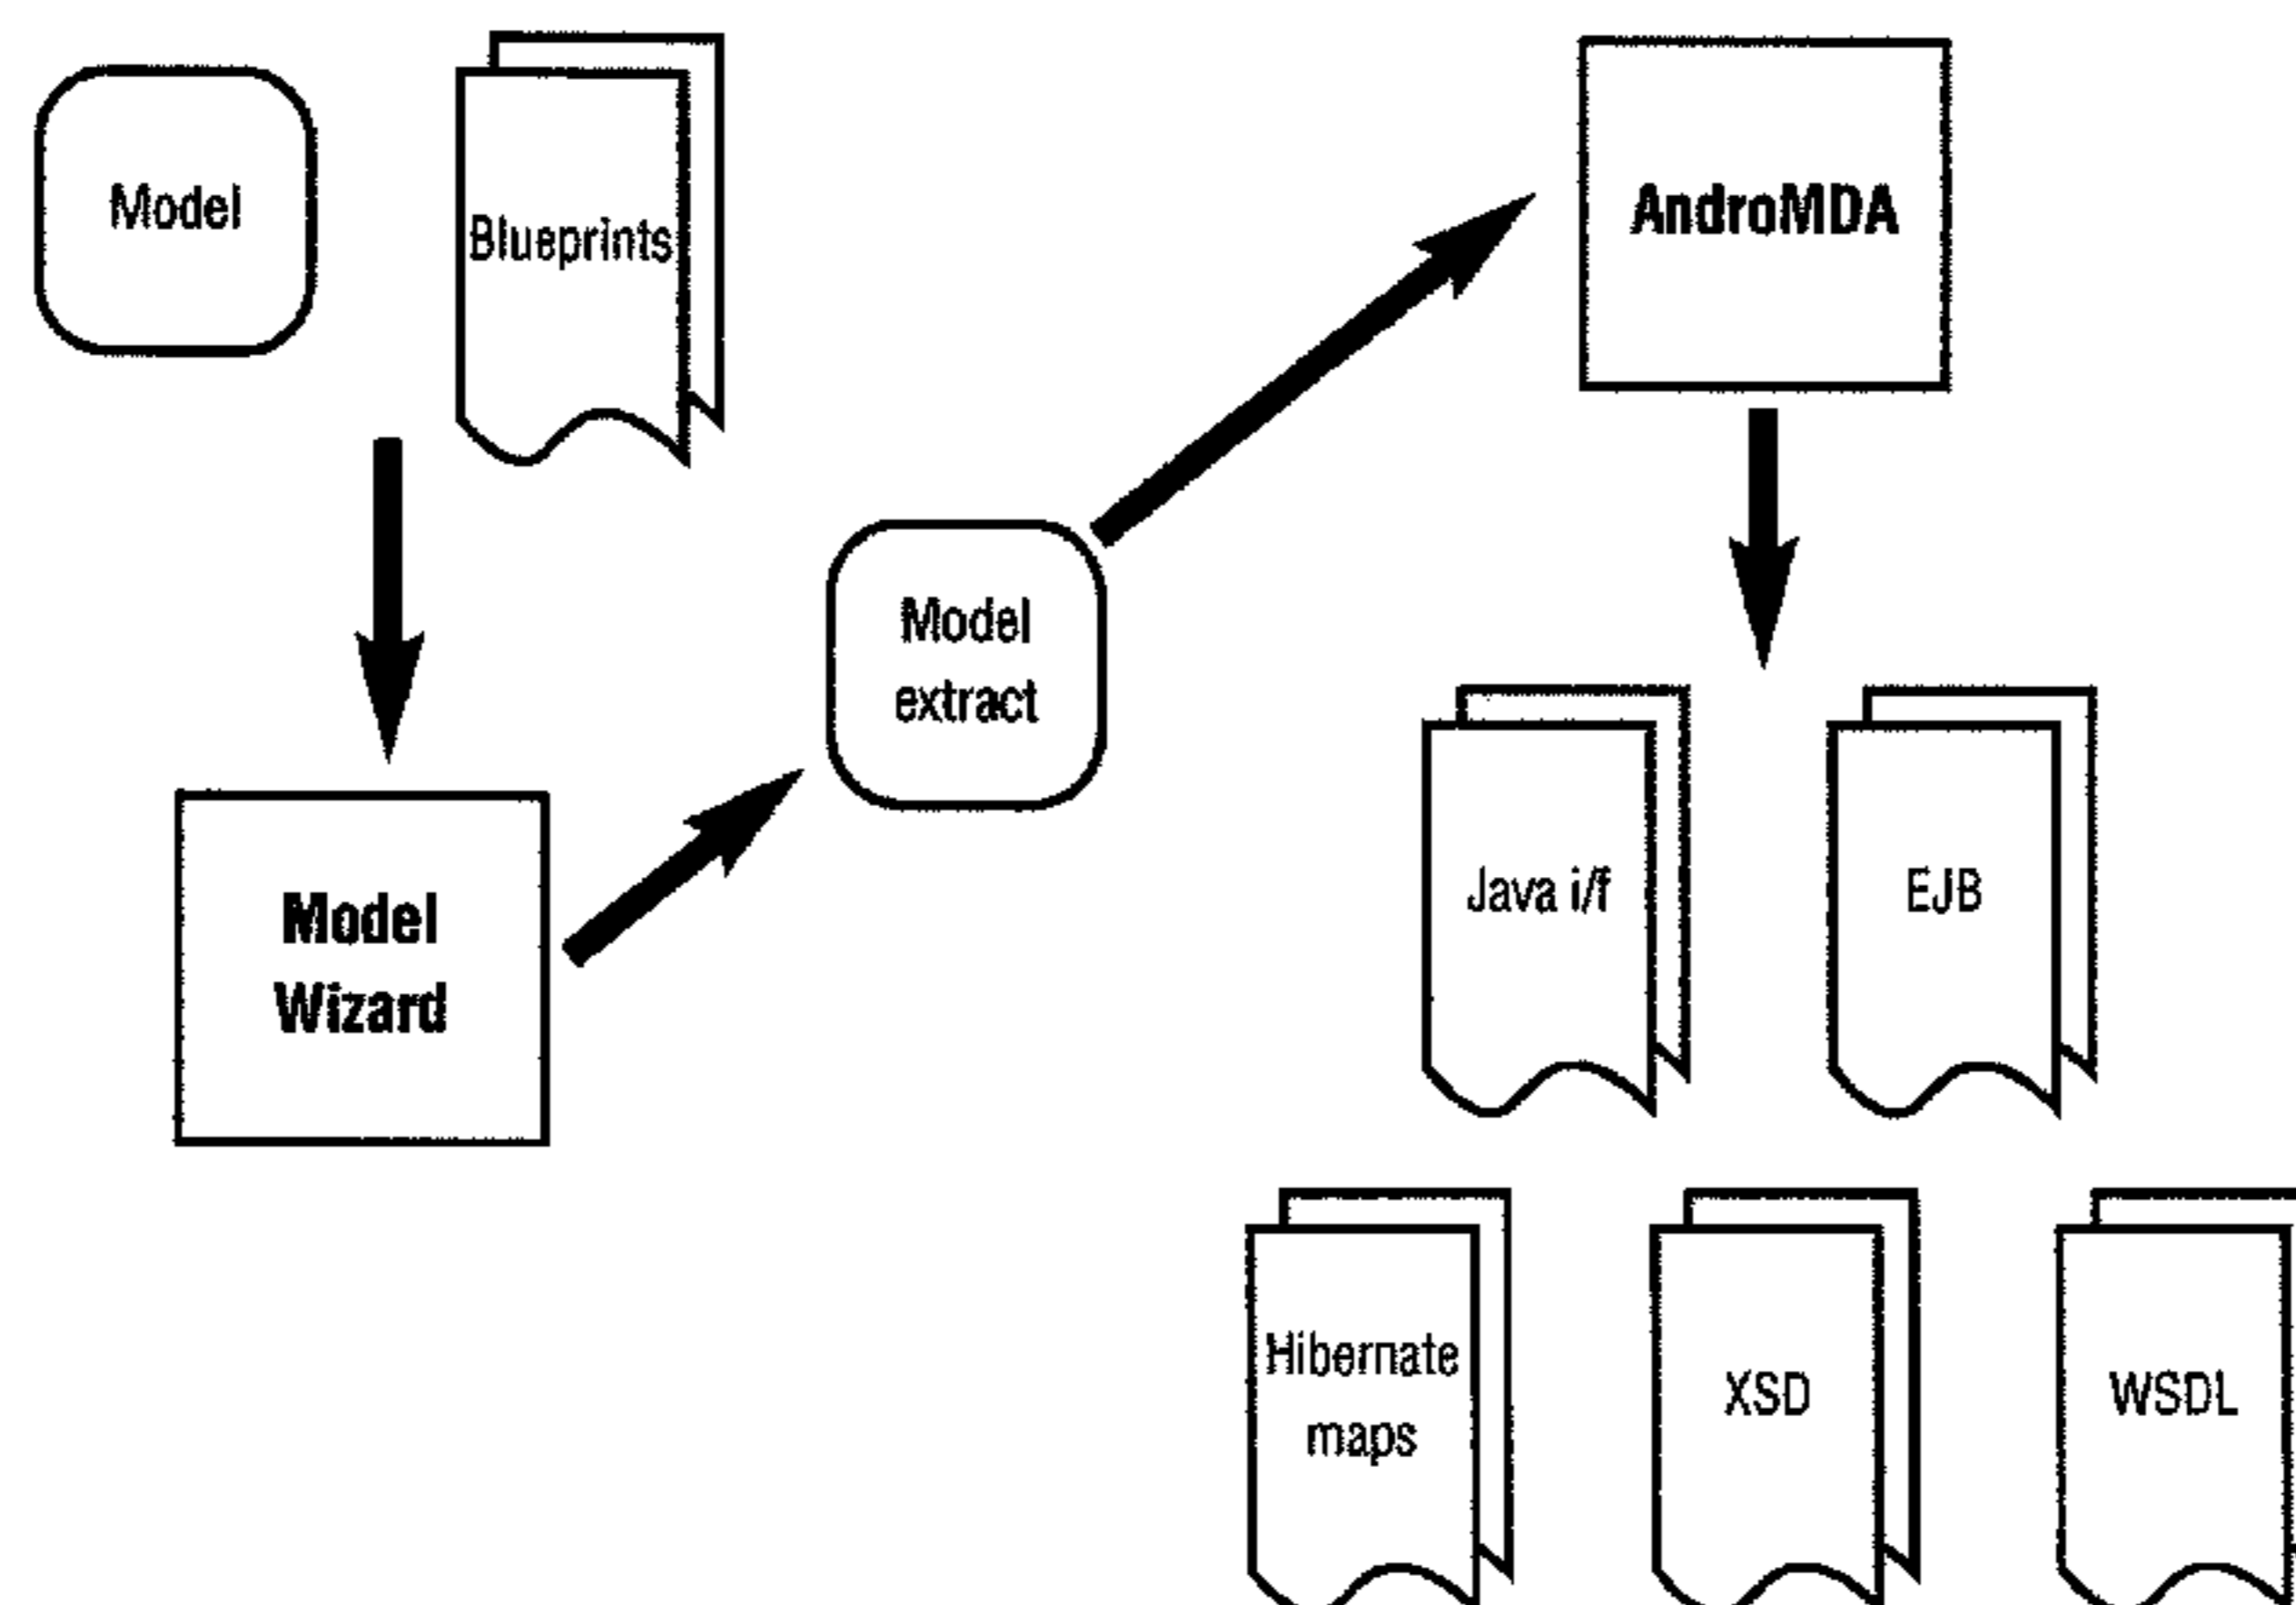 Model
Blueprints
AndroMDA
Model
extract
Model
Wizard
Java i/f
EJB
Hibernate
maps
XSD
WSDL